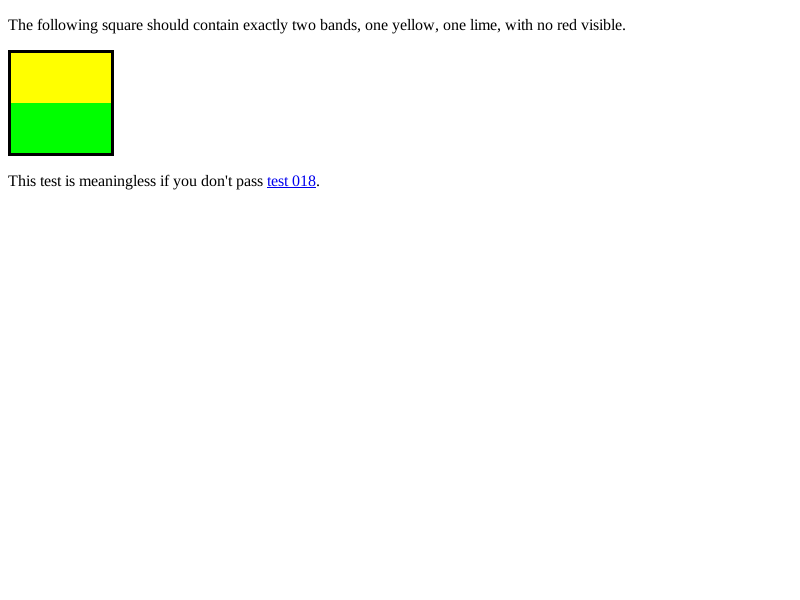 The following square should contain exactly two bands, one yellow, one lime, with no red visible.
This test is meaningless if you don't pass test 018.